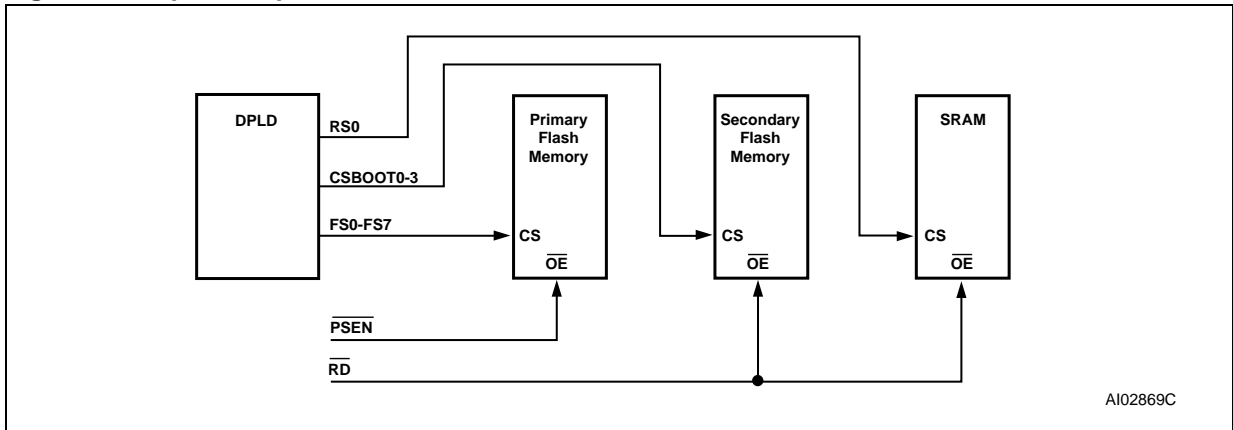 DPLD
RS0
CSBOOT0-3
FS0-FS7
Primary
Flash
Memory
CS
OE
Secondary
Flash
Memory
CS
OE
SRAM
CS
OE
PSEN
RD
AI02869C